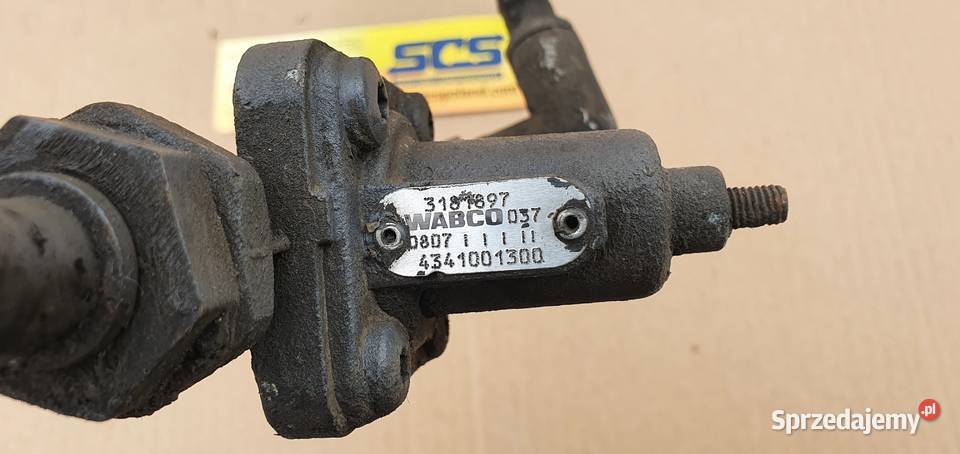 SCS
3181897
WABCO 037
0807
4341001300
Sprzedajemy.pl